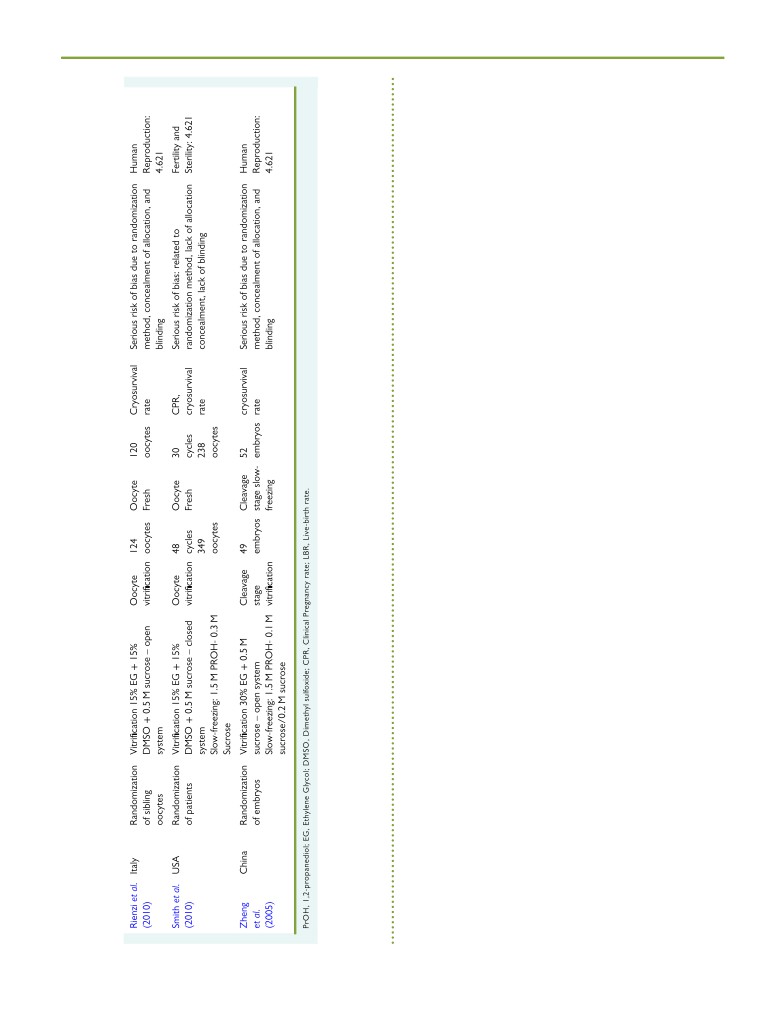 Rienzi et al. Italy Randomization Vitrification 15% EG + 15% Oocyte 124 Oocyte 120 Cryosurvival Serious risk of bias due to randomization Human
(2010) of sibling DMSO + 0.5 M sucrose – open vitrification oocytes Fresh oocytes rate method, concealment of allocation, and Reproduction:
oocytes system blinding 4.621
Smith et al. USA Randomization Vitrification 15% EG + 15% Oocyte 48 Oocyte 30 CPR, Serious risk of bias: related to Fertility and
(2010) of patients DMSO + 0.5 M sucrose – closed vitrification cycles Fresh cycles cryosurvival randomization method, lack of allocation Sterility: 4.621
system 349 238 rate concealment, lack of blinding
Slow-freezing: 1.5 M PROH- 0.3 M oocytes oocytes
Sucrose
Zheng China Randomization Vitrification 30% EG + 0.5 M Cleavage 49 Cleavage 52 cryosurvival Serious risk of bias due to randomization Human
et al. of embryos sucrose – open system stage embryos stage slow- embryos rate method, concealment of allocation, and Reproduction:
(2005) Slow-freezing: 1.5 M PROH- 0.1 M vitrification freezing blinding 4.621
sucrose/0.2 M sucrose
PrOH, 1,2-propanediol; EG, Ethylene Glycol; DMSO, Dimethyl sulfoxide; CPR, Clinical Pregnancy rate; LBR, Live-birth rate.